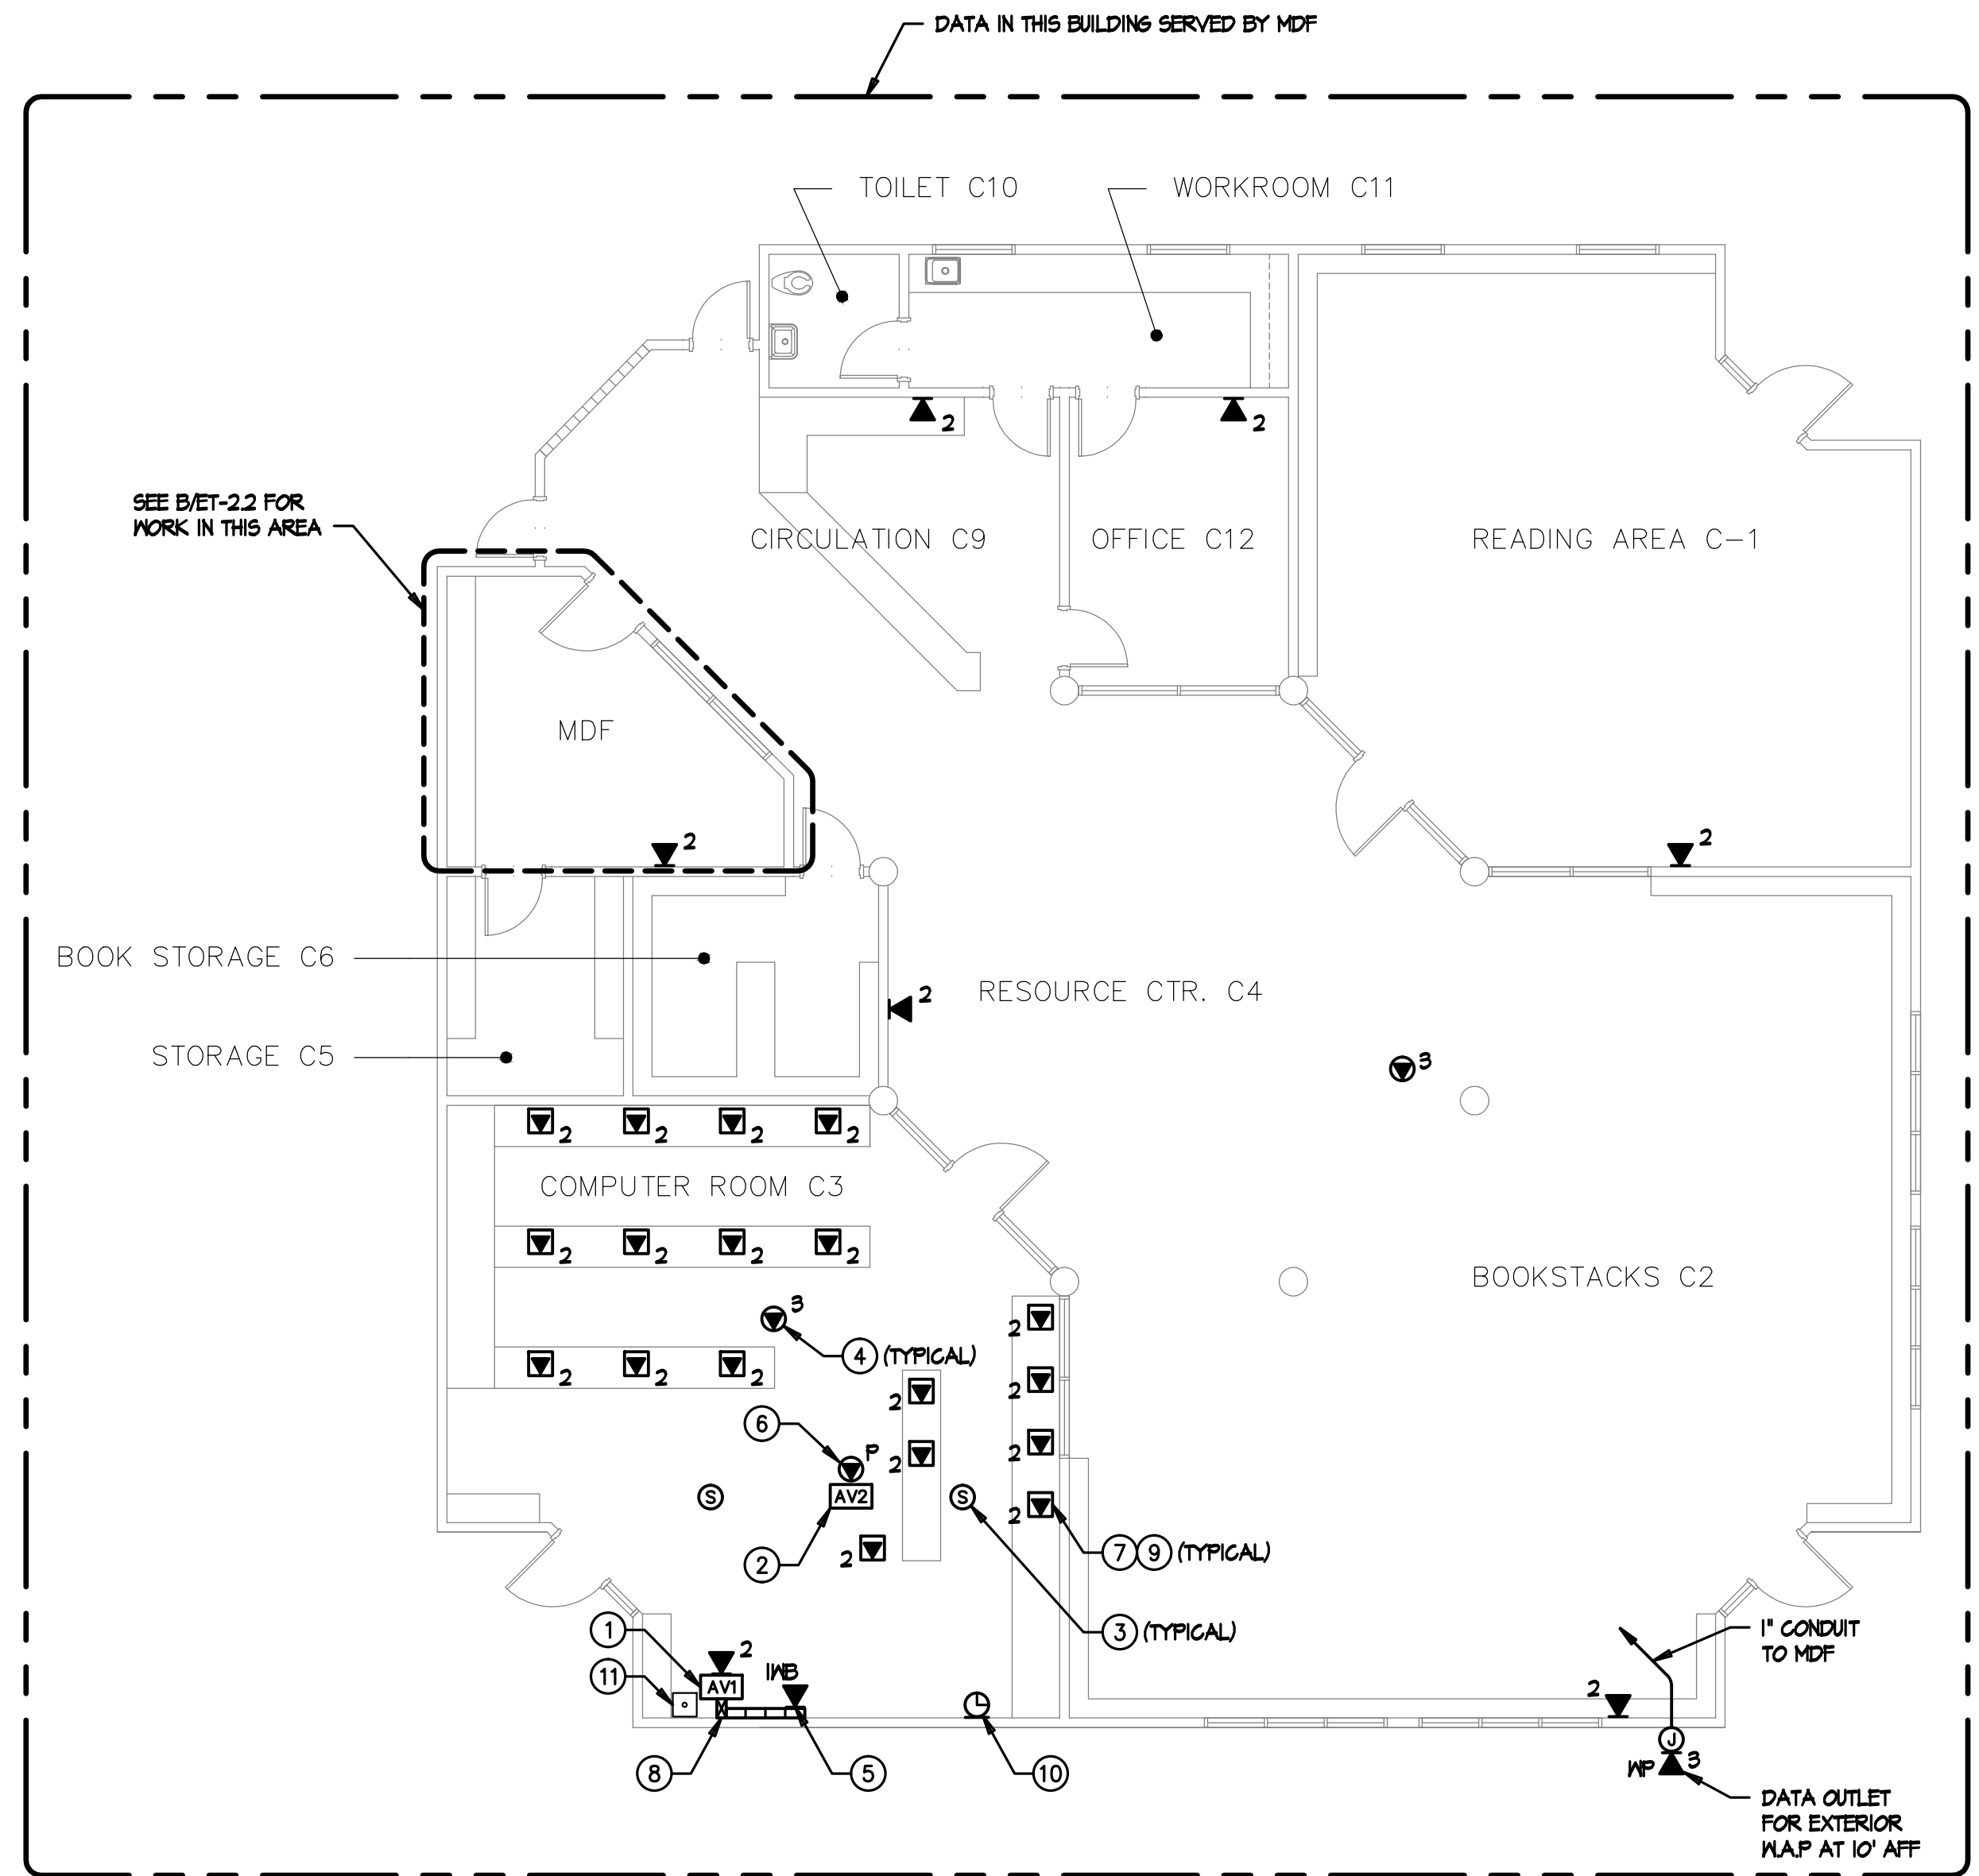 DATA IN THIS BUILDING SERVED BY MDF
TOILET C10
WORKROOM C11
2
2
SEE B/ET-2.2 FOR
WORK IN THIS AREA
CIRCULATION C9
OFFICE C12
READING AREA C-1
MDF
2
2
BOOK STORAGE C6
2
RESOURCE CTR. C4
STORAGE C5
3
2 2 2 2
COMPUTER ROOM C3
2 2 2 2
BOOKSTACKS C2
3
2
4 (TYPICAL)
2 2 2
2
2
6
P
2
2
S
AV2
S
2
2
2
7 9 (TYPICAL)
1
3 (TYPICAL)
1" CONDUIT
TO MDF
2
IWB
11
AV1
2
8
5
10
J
WP
3
DATA OUTLET
FOR EXTERIOR
W.A.P AT 10' AFF